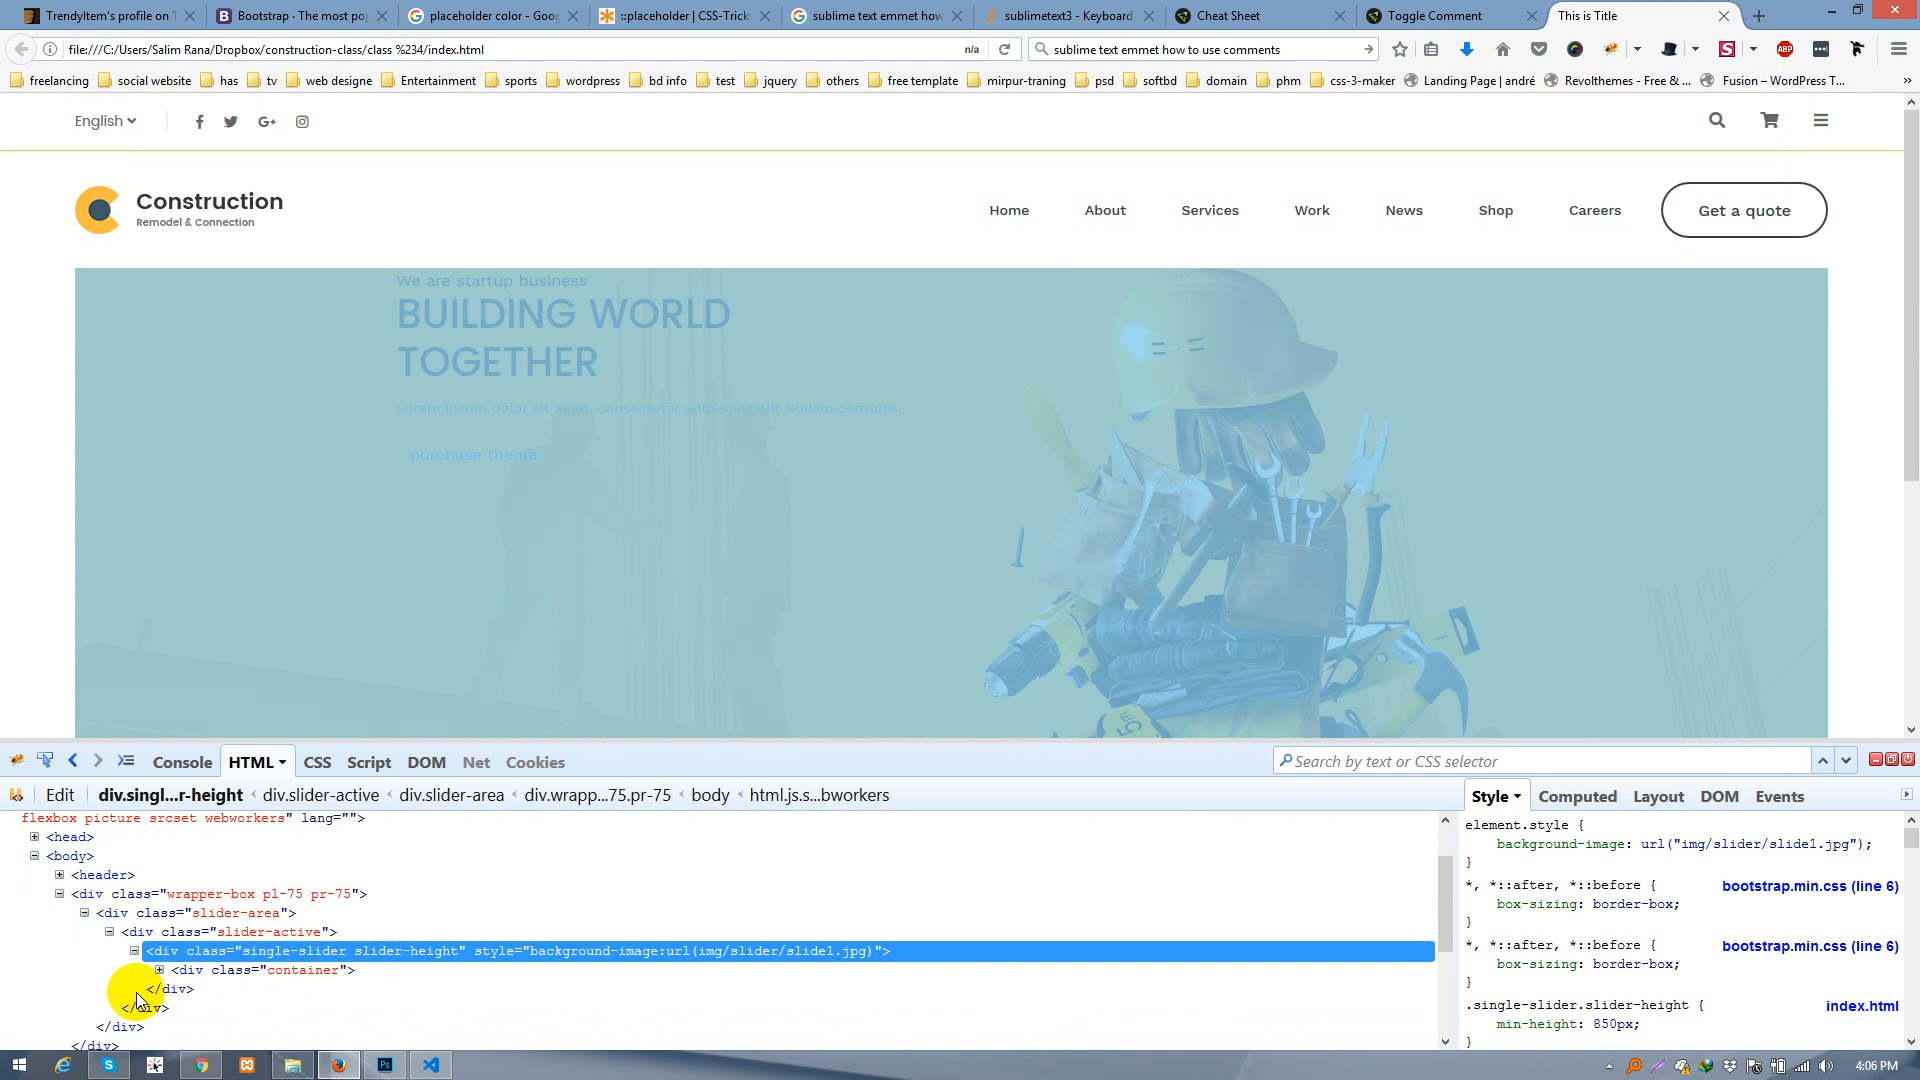 TrendyItem's profile on T
Bootstrap · The most po
placeholder color - Goog
::placeholder | CSS-Trick
sublime text emmet how
sublimetext3 - Keyboard
Cheat Sheet
Toggle Comment
This is Title
file:///C:/Users/Salim Rana/Dropbox/construction-class/class %234/index.html
n/a
sublime text emmet how to use comments
ABP
freelancing
social website
has
tv
web designe
Entertainment
sports
wordpress
bd info
test
jquery
others
free template
mirpur-traning
psd
softbd
domain
phm
css-3-maker
Landing Page | andré
Revolthemes - Free & ...
Fusion – WordPress T...
English
Construction
Remodel & Connection
Home
About
Services
Work
News
Shop
Careers
Get a quote
We are startup business
BUILDING WORLD
TOGETHER
Lorem ipsum dolor sit amet, consectetur adipiscing elit Nullam convallis.
purchase theme
Console
HTML
CSS
Script
DOM
Net
Cookies
Search by text or CSS selector
Edit
div.singl...r-height
div.slider-active
div.slider-area
div.wrapp...75.pr-75
body
html.js.s...bworkers
Style
Computed
Layout
DOM
Events
flexbox picture srcset webworkers" lang="">
<head>
<body>
<header>
<div class="wrapper-box pl-75 pr-75">
<div class="slider-area">
<div class="slider-active">
<div class="single-slider slider-height" style="background-image:url(img/slider/slide1.jpg)">
<div class="container">
</div>
</div>
</div>
</div>
element.style {
background-image: url("img/slider/slide1.jpg");
}
*, *::after, *::before {
bootstrap.min.css (line 6)
box-sizing: border-box;
}
*, *::after, *::before {
bootstrap.min.css (line 6)
box-sizing: border-box;
}
.single-slider.slider-height {
index.html
min-height: 850px;
}
4:06 PM